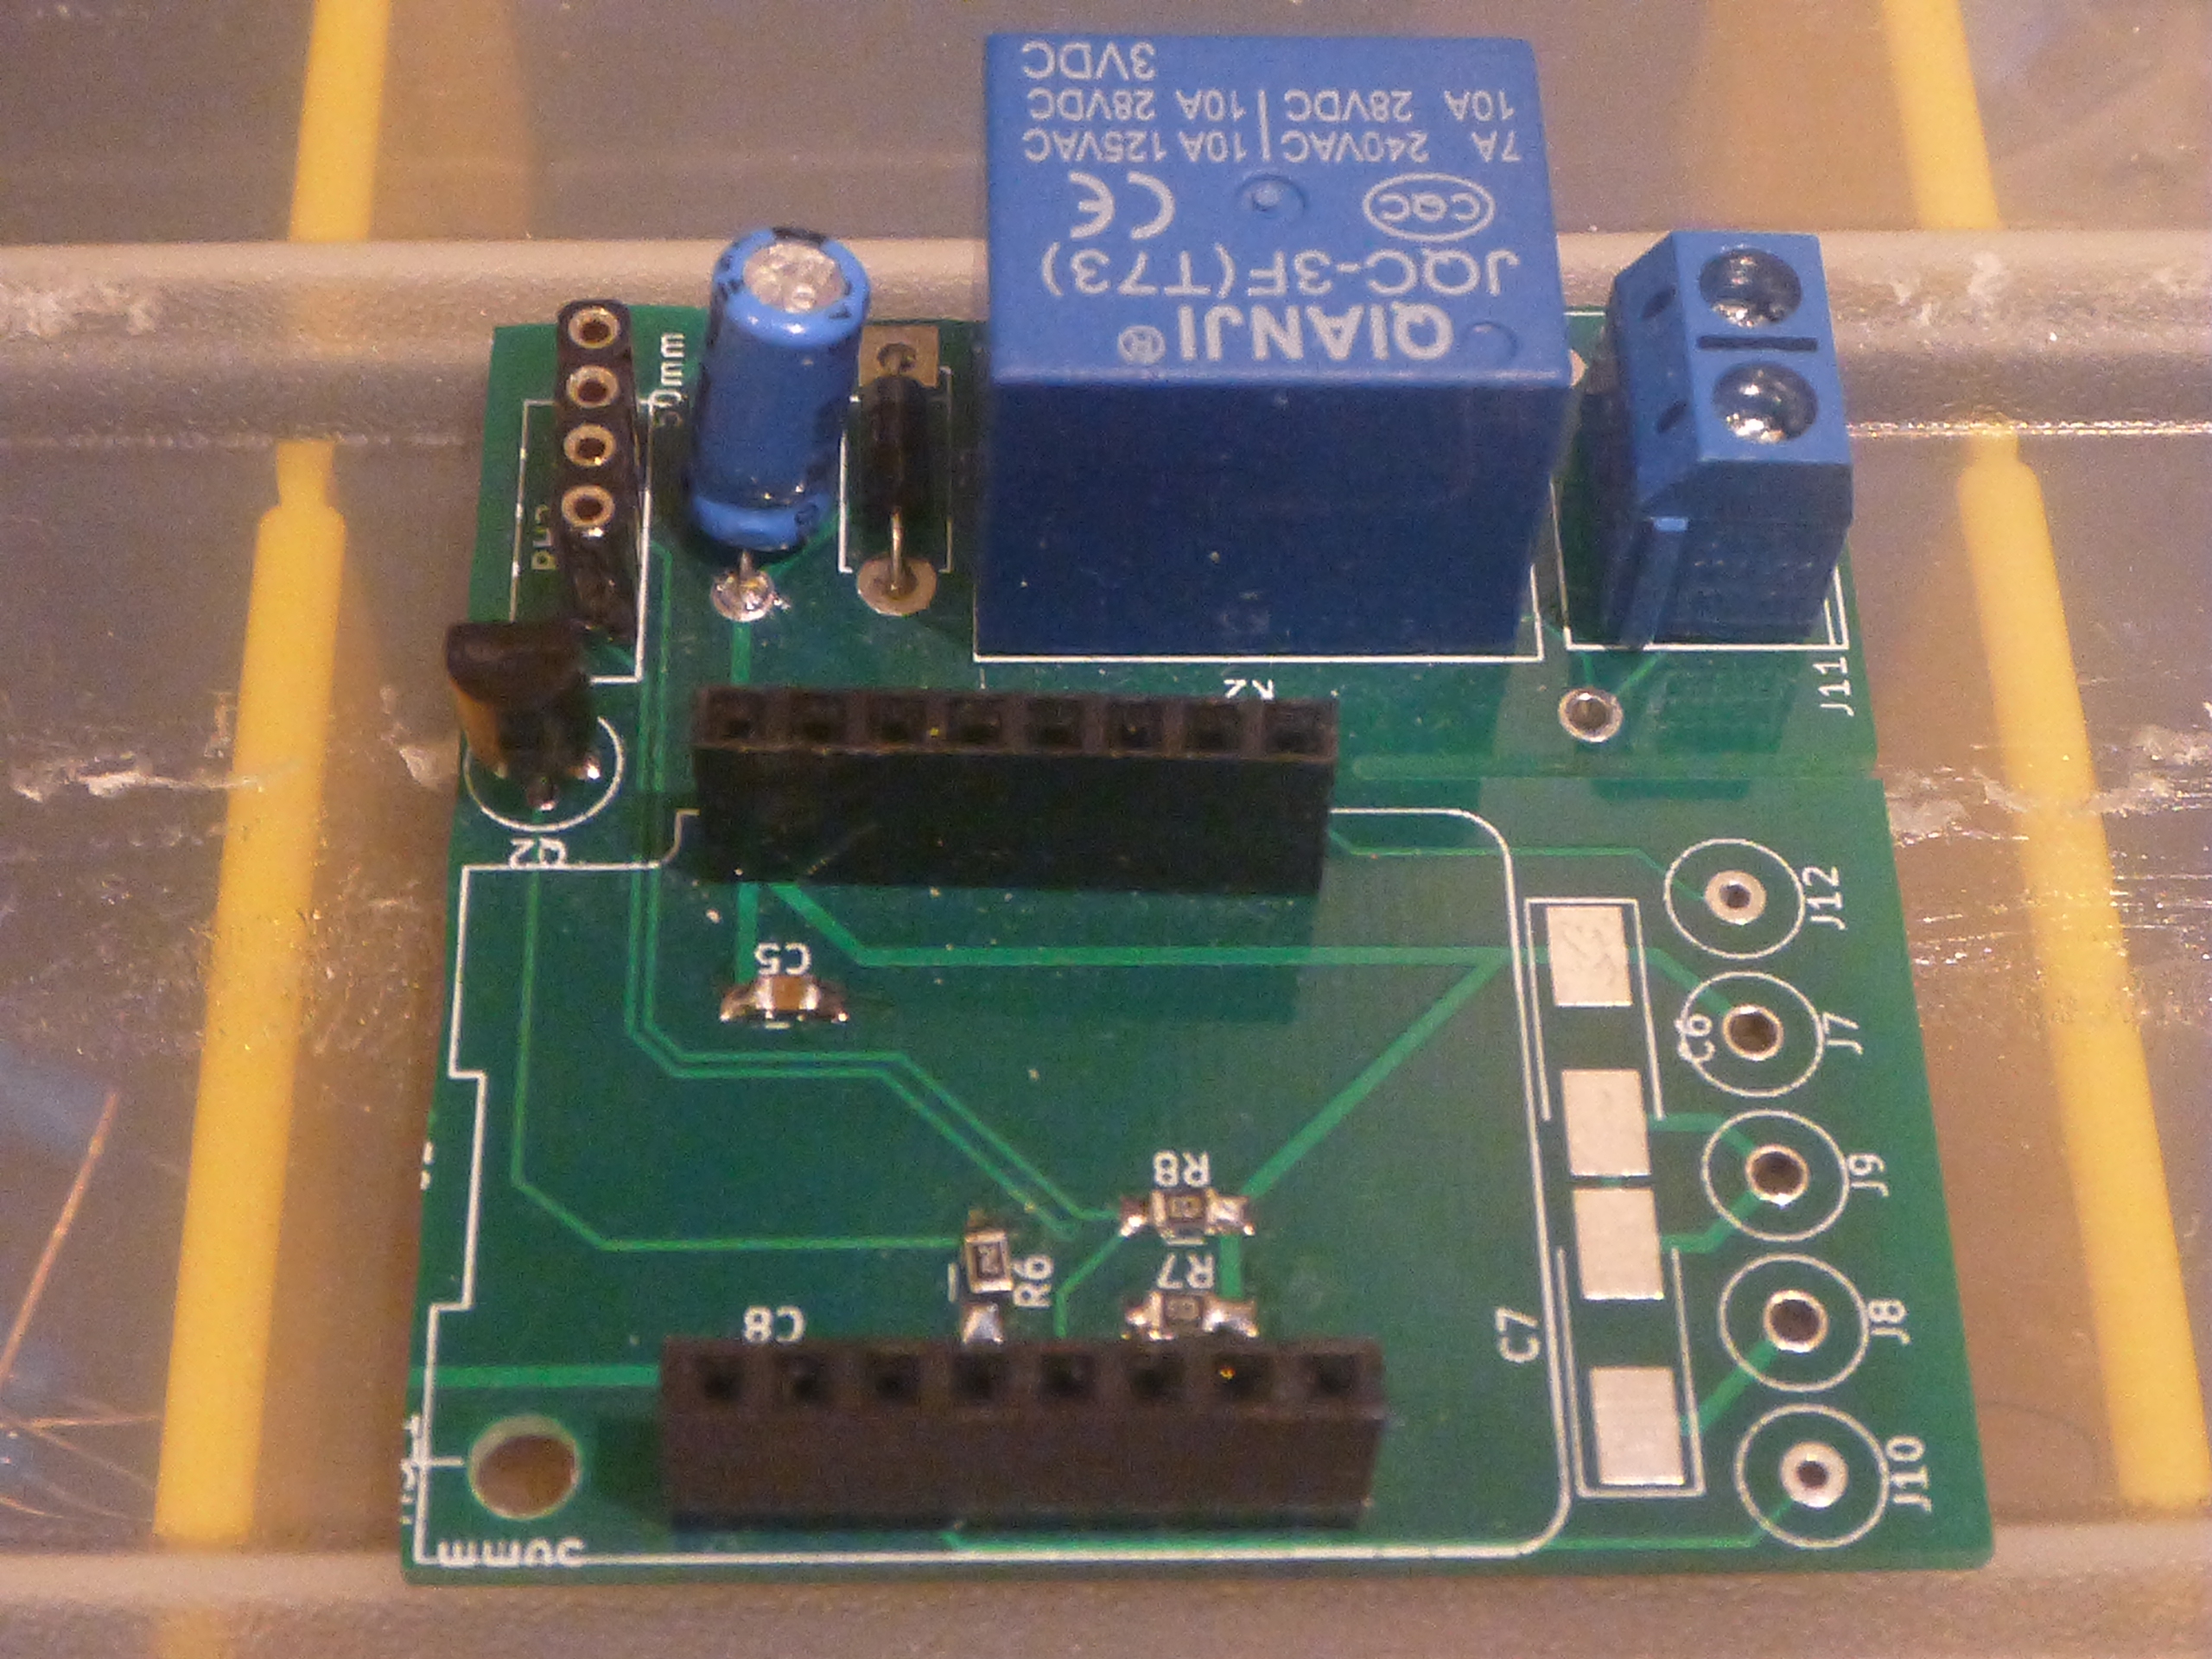 QIANJI®
JQC-3F(T73)
CQC CE
7A 240VAC | 10A 125VAC
10A 28VDC | 10A 28VDC
3VDC
50mm
Gnd
K2
J11
Q2
J12
C5
C6
J7
R8
J9
R7
R6
C8
C7
J8
J10